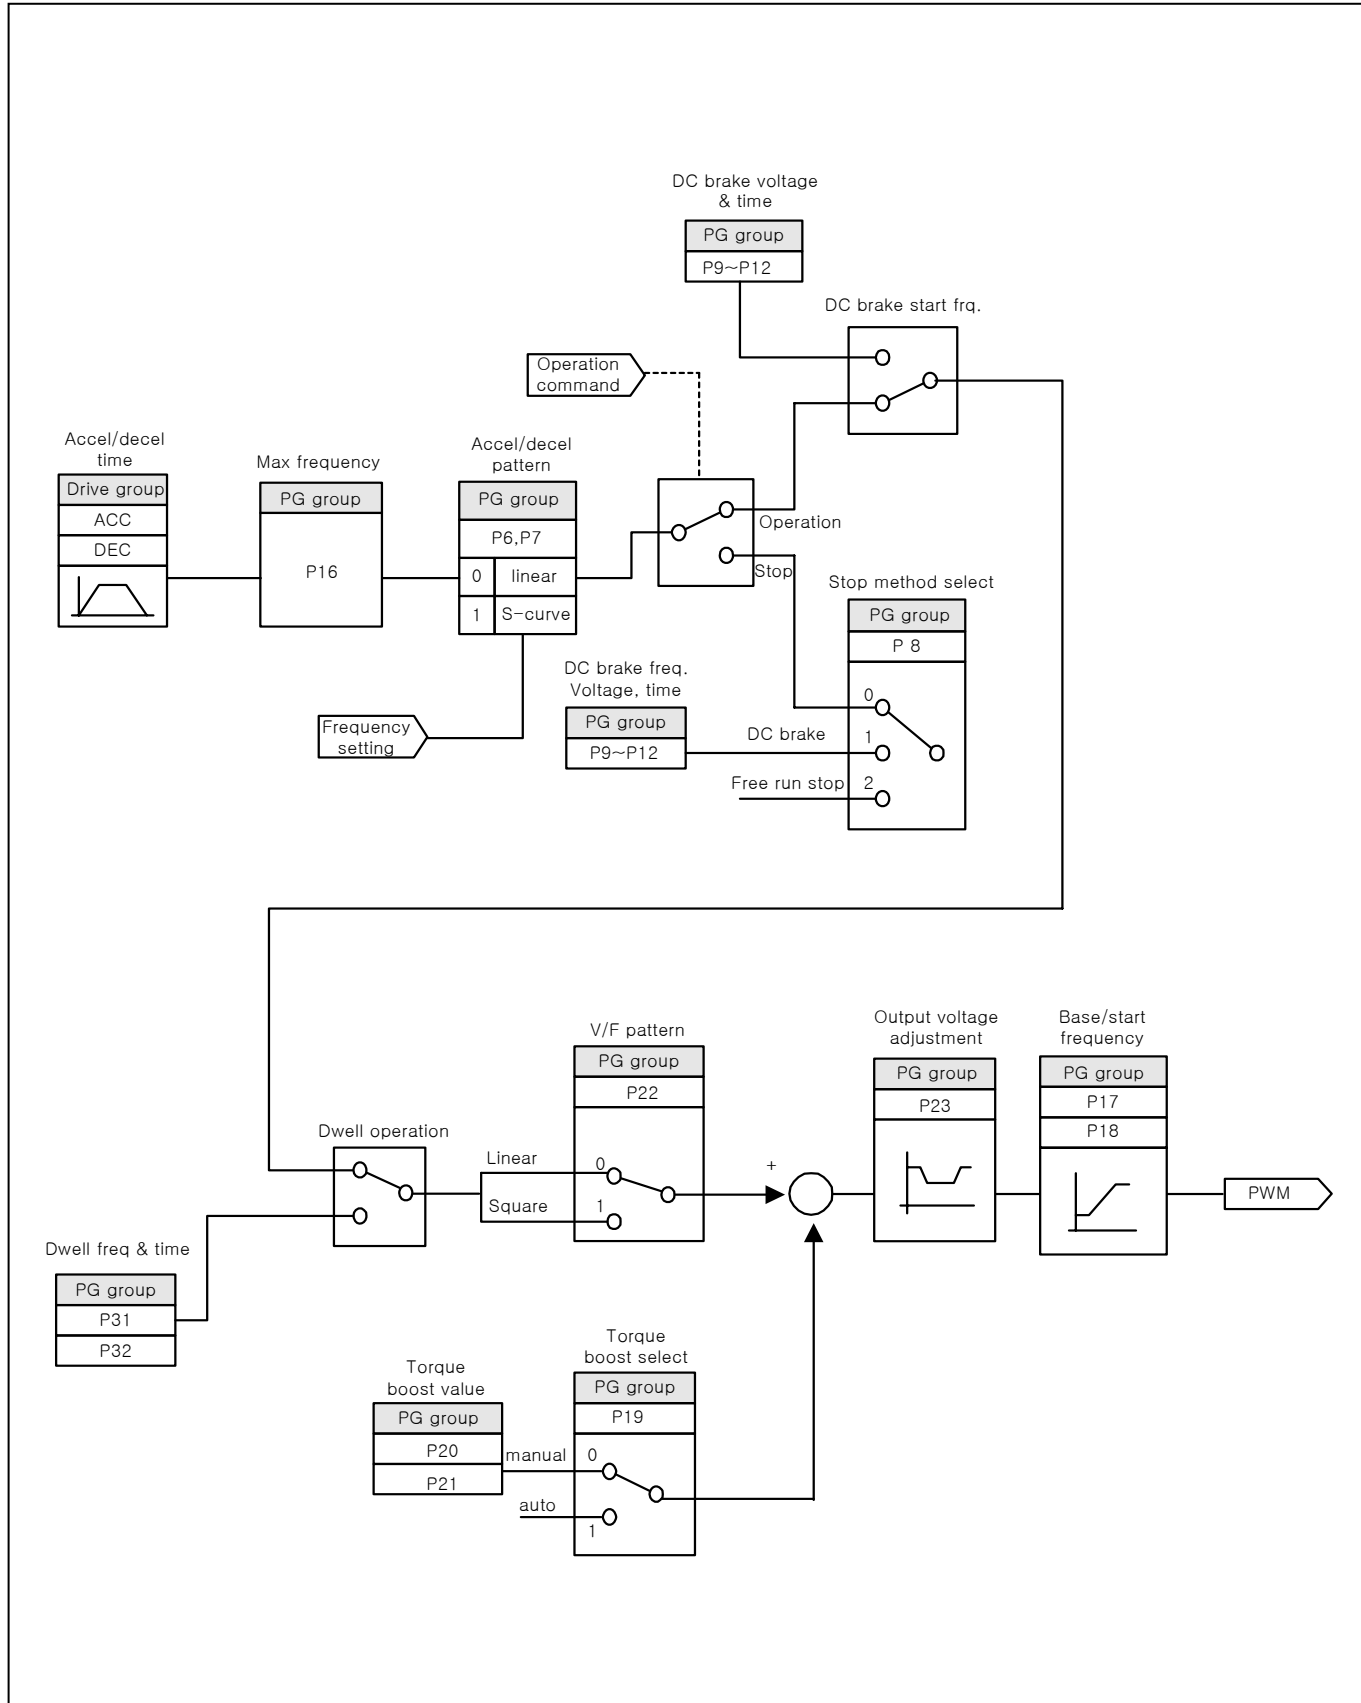 DC brake voltage
& time
PG group
P9~P12
DC brake start frq.
Operation
command
Accel/decel
time
Drive group
ACC
DEC
Max frequency
PG group
P16
Accel/decel
pattern
PG group
P6,P7
0 linear
1 S-curve
Operation
Stop
Stop method select
PG group
P 8
0
1
2
DC brake freq.
Voltage, time
PG group
P9~P12
DC brake
Free run stop
Frequency
setting
Output voltage
adjustment
PG group
P23
Base/start
frequency
PG group
P17
P18
V/F pattern
PG group
P22
0
1
Dwell operation
Linear
Square
+
PWM
Dwell freq & time
PG group
P31
P32
Torque
boost select
PG group
P19
0
1
Torque
boost value
PG group
P20
P21
manual
auto